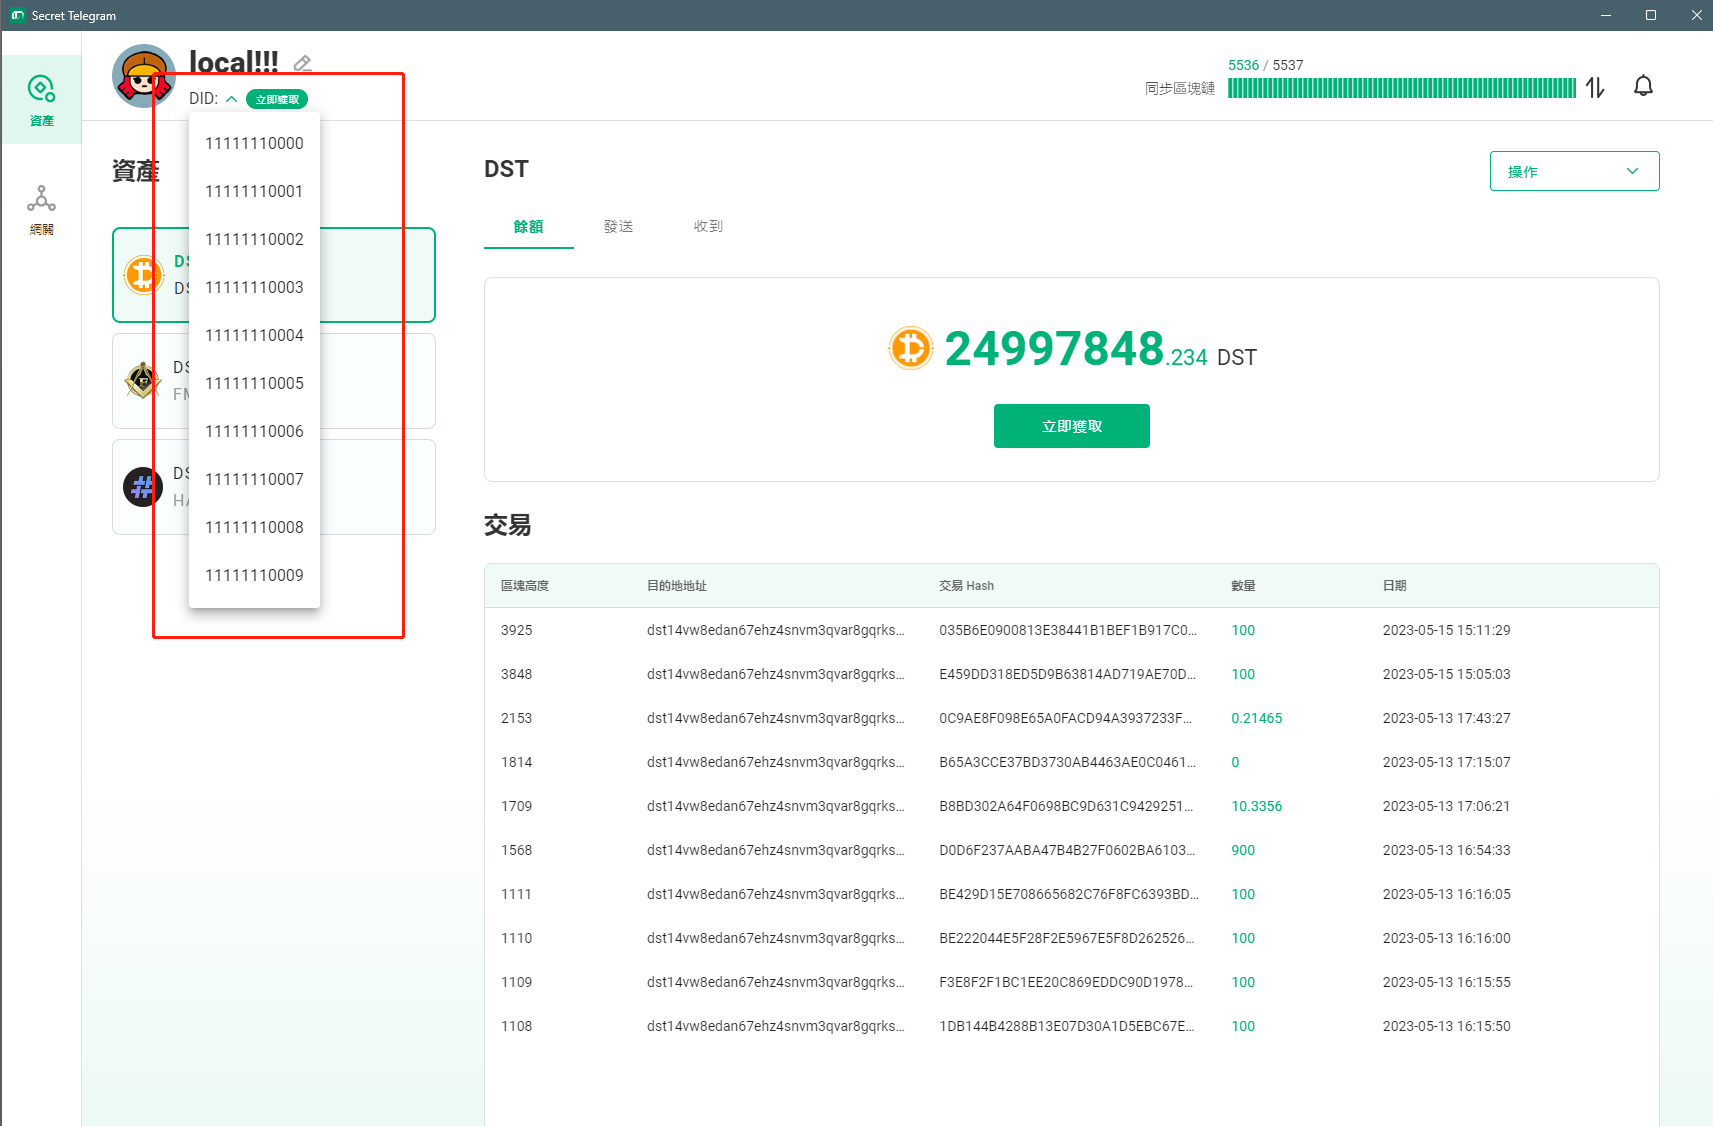 Secret Telegram
local!!!
DID: 立即獲取
5536 / 5537
同步區塊鏈
資產
網關
資產
11111110000
11111110001
11111110002
11111110003
11111110004
11111110005
11111110006
11111110007
11111110008
11111110009
DS
DS
DS
FM
DS
HA
DST
操作
餘額 發送 收到
24997848.234 DST
立即獲取
交易
區塊高度 目的地地址 交易 Hash 數量 日期
3925 dst14vw8edan67ehz4snvm3qvar8gqrks... 035B6E0900813E38441B1BEF1B917C0... 100 2023-05-15 15:11:29
3848 dst14vw8edan67ehz4snvm3qvar8gqrks... E459DD318ED5D9B63814AD719AE70D... 100 2023-05-15 15:05:03
2153 dst14vw8edan67ehz4snvm3qvar8gqrks... 0C9AE8F098E65A0FACD94A3937233F... 0.21465 2023-05-13 17:43:27
1814 dst14vw8edan67ehz4snvm3qvar8gqrks... B65A3CCE37BD3730AB4463AE0C0461... 0 2023-05-13 17:15:07
1709 dst14vw8edan67ehz4snvm3qvar8gqrks... B8BD302A64F0698BC9D631C9429251... 10.3356 2023-05-13 17:06:21
1568 dst14vw8edan67ehz4snvm3qvar8gqrks... D0D6F237AABA47B4B27F0602BA6103... 900 2023-05-13 16:54:33
1111 dst14vw8edan67ehz4snvm3qvar8gqrks... BE429D15E708665682C76F8FC6393BD... 100 2023-05-13 16:16:05
1110 dst14vw8edan67ehz4snvm3qvar8gqrks... BE222044E5F28F2E5967E5F8D262526... 100 2023-05-13 16:16:00
1109 dst14vw8edan67ehz4snvm3qvar8gqrks... F3E8F2F1BC1EE20C869EDDC90D1978... 100 2023-05-13 16:15:55
1108 dst14vw8edan67ehz4snvm3qvar8gqrks... 1DB144B4288B13E07D30A1D5EBC67E... 100 2023-05-13 16:15:50